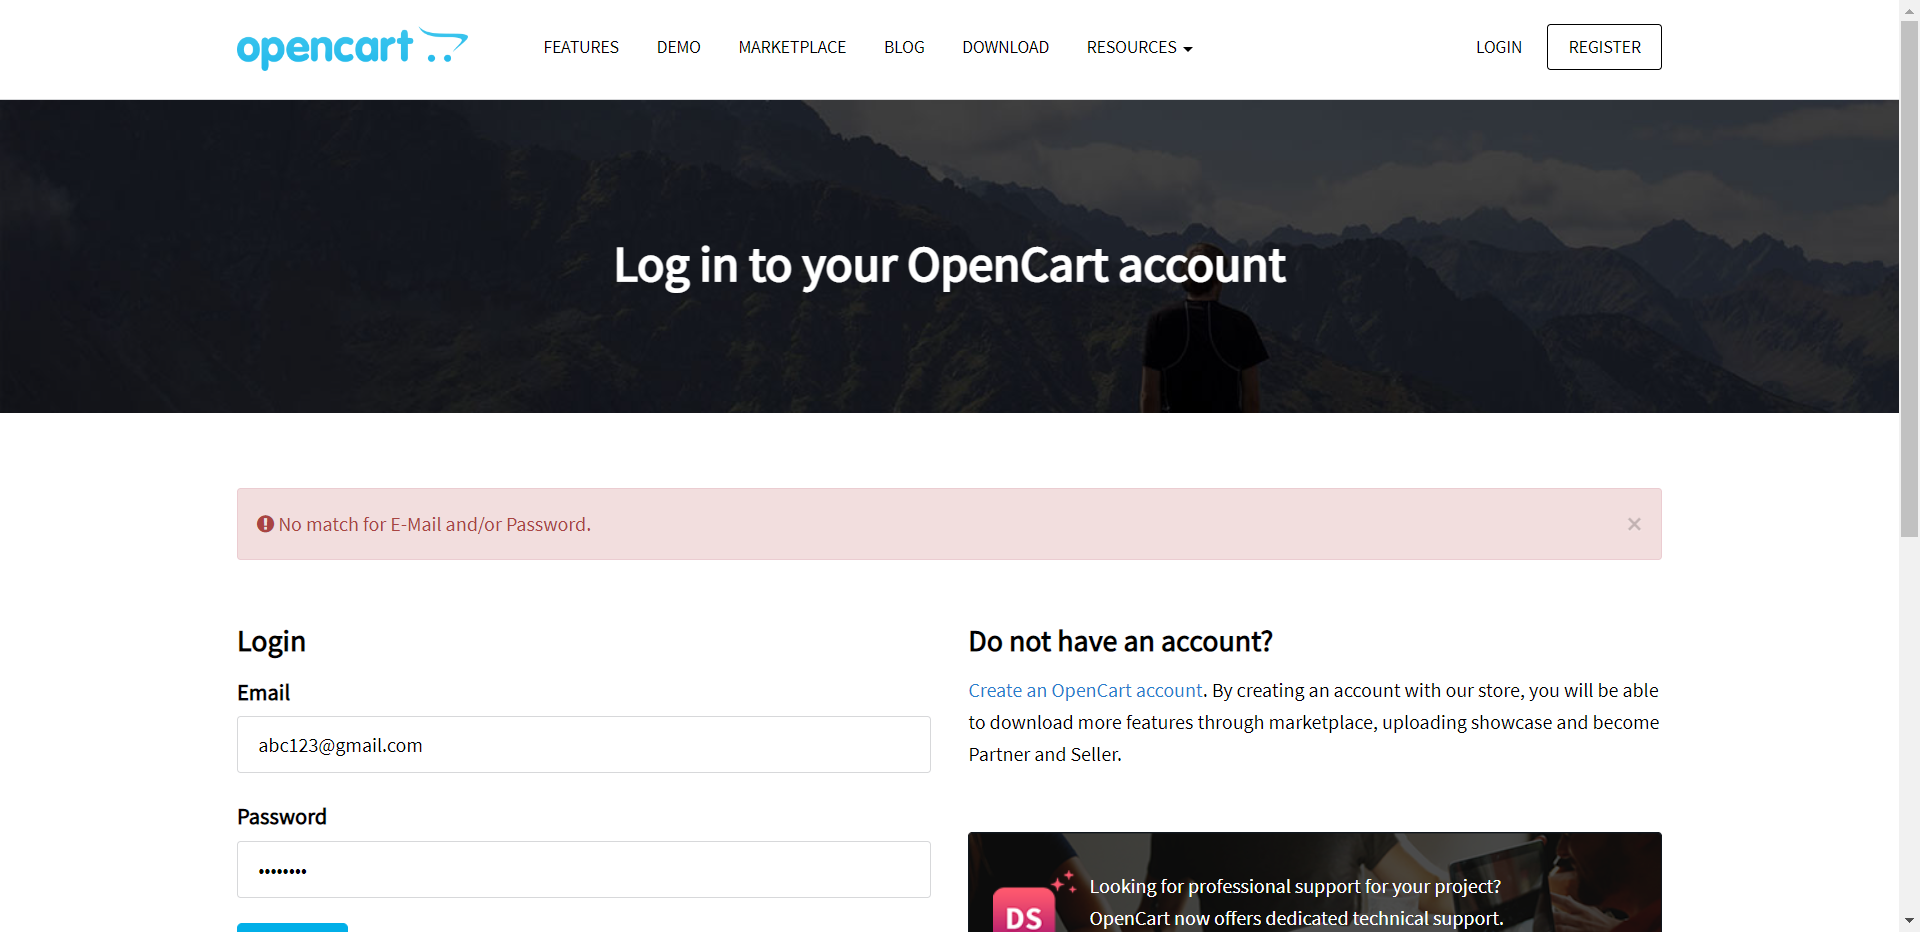 opencart
FEATURES DEMO MARKETPLACE BLOG DOWNLOAD RESOURCES
LOGIN REGISTER
Log in to your OpenCart account
No match for E-Mail and/or Password.
×
Login
Email
abc123@gmail.com
Password
••••••••
Do not have an account?
Create an OpenCart account. By creating an account with our store, you will be able
to download more features through marketplace, uploading showcase and become
Partner and Seller.
DS
Looking for professional support for your project?
OpenCart now offers dedicated technical support.